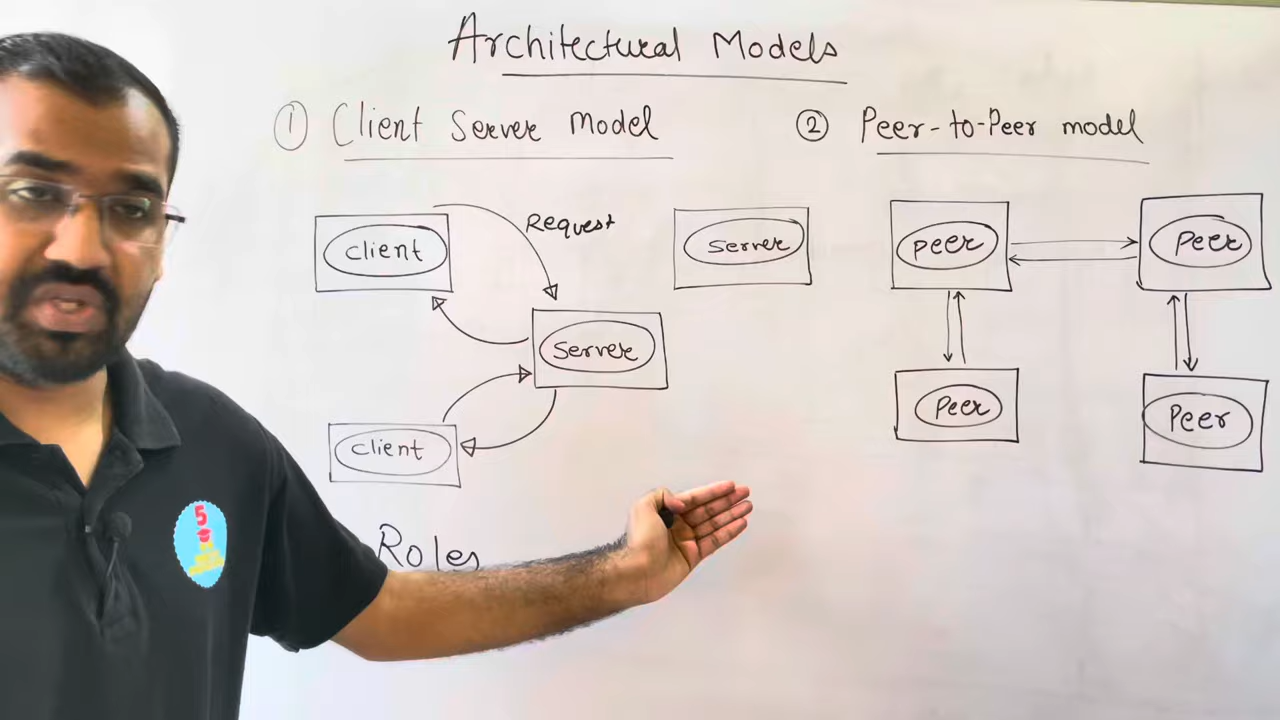 Architectural Models
① Client Server Model
② Peer-to-Peer model
client
Request
Server
Peer
Peer
Server
client
Peer
Peer
Roles
5